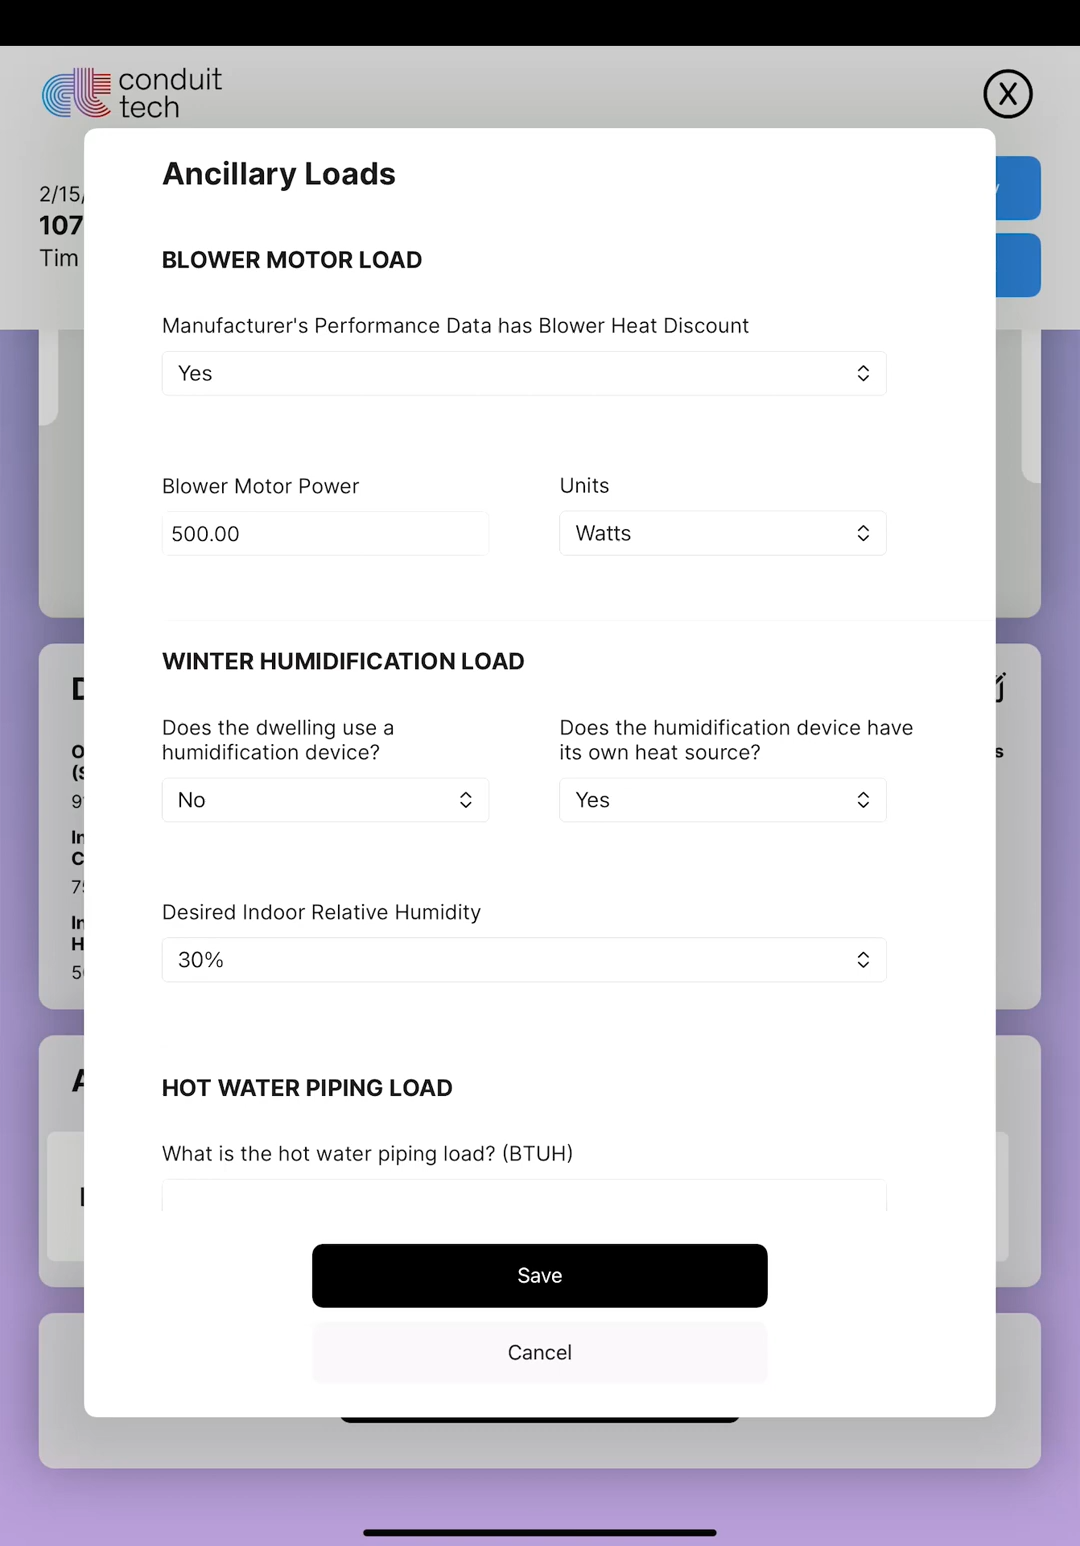 conduit
tech
X
2/15/
107
Tim
Ancillary Loads
BLOWER MOTOR LOAD
Manufacturer's Performance Data has Blower Heat Discount
Yes
Blower Motor Power
Units
500.00
Watts
WINTER HUMIDIFICATION LOAD
Does the dwelling use a
humidification device?
Does the humidification device have
its own heat source?
No
Yes
Desired Indoor Relative Humidity
30%
HOT WATER PIPING LOAD
What is the hot water piping load? (BTUH)
Save
Cancel